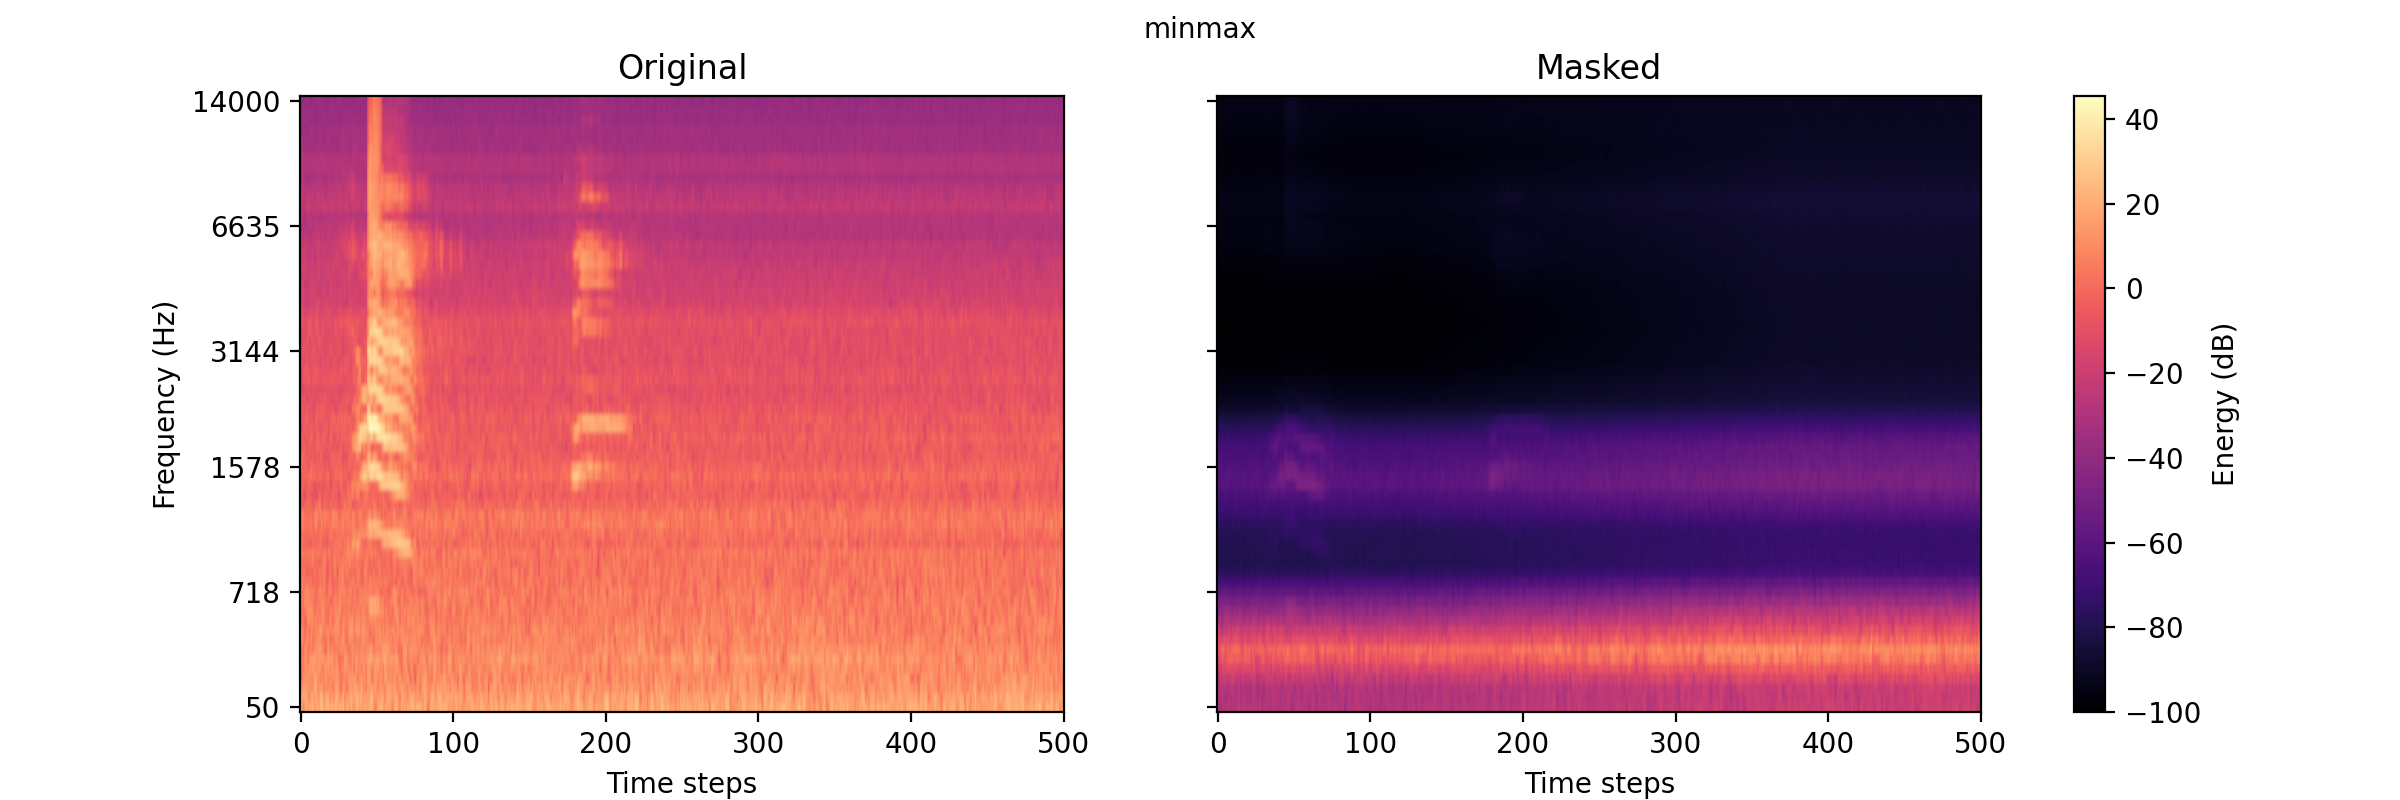 minmax
Original
Masked
14000
6635
3144
1578
718
50
Frequency (Hz)
0 100 200 300 400 500
Time steps
0 100 200 300 400 500
Time steps
40
20
0
−20
−40
−60
−80
−100
Energy (dB)